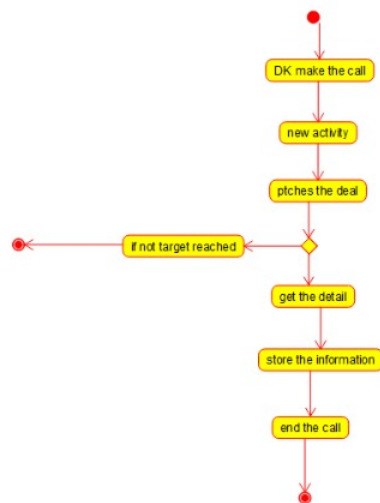 DK make the call
new activity
ptches the deal
if not target reached
get the detail
store the information
end the call